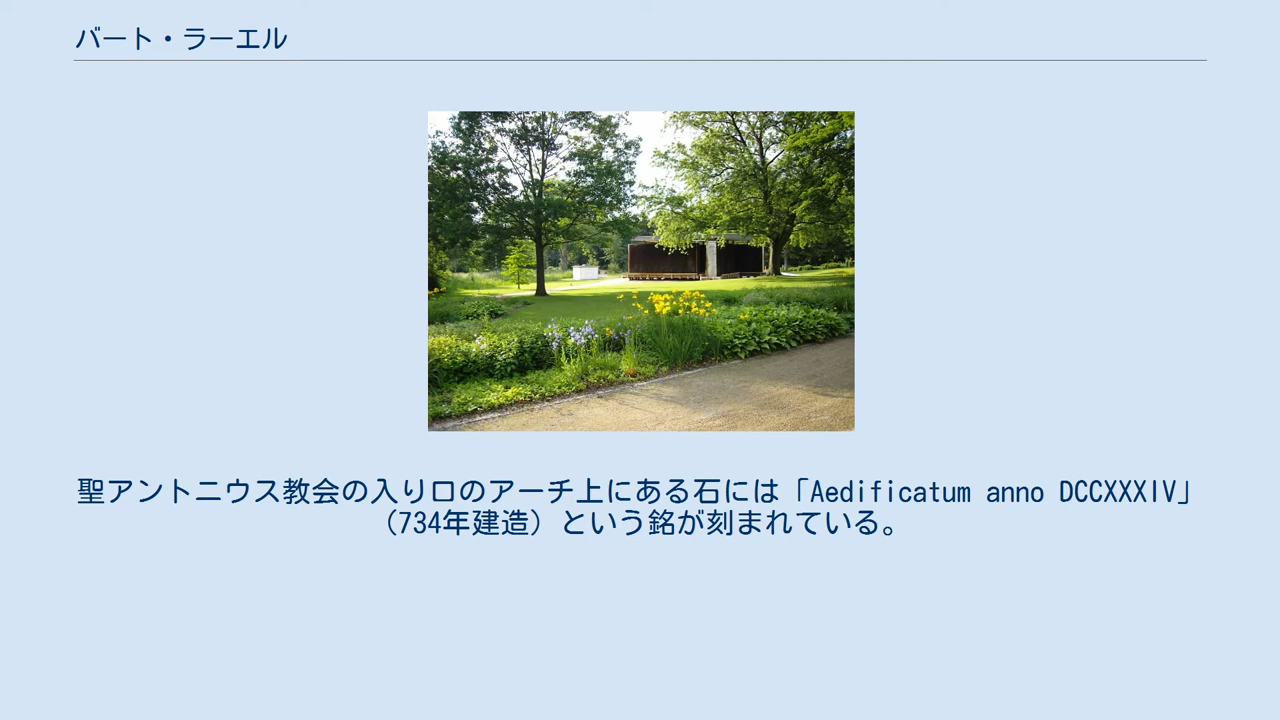 バート・ラーエル
聖アントニウス教会の入り口のアーチ上にある石には「Aedificatum anno DCCXXXIV」
（734年建造）という銘が刻まれている。